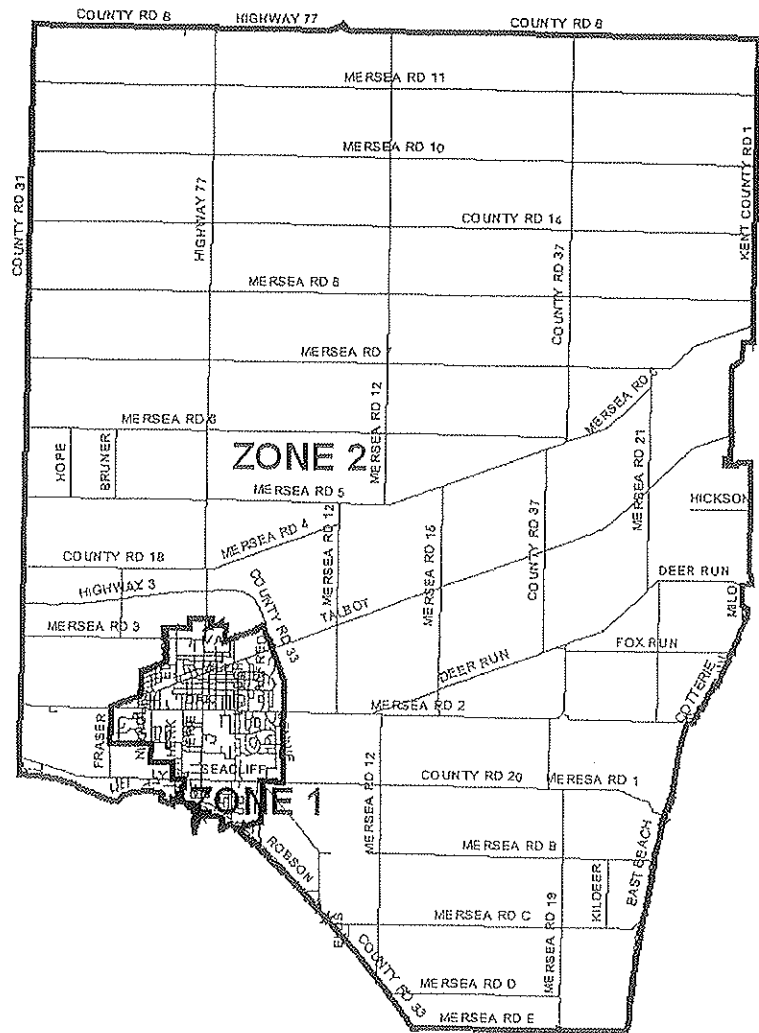 COUNTY RD 8
HIGHWAY 77
COUNTY RD 8
MERSEA RD 11
MERSEA RD 10
KENT COUNTY RD 1
COUNTY RD 31
HIGHWAY 77
COUNTY RD 14
COUNTY RD 37
MERSEA RD 8
MERSEA RD 7
MERSEA RD 12
MERSEA RD 6
MERSEA RD 6
MERSEA RD 21
HOPE
BRUNER
ZONE 2
MERSEA RD 5
HICKSON
MERSEA RD 4
MERSEA RD 12
MERSEA RD 15
COUNTY RD 37
COUNTY RD 18
HIGHWAY 3
COUNTY RD 33
TALBOT
DEER RUN
MILO
MERSEA RD 3
DEER RUN
FOX RUN
COTTERIE
MERSEA RD 2
FRASER
ERIE
SEACLIFF
MERSEA RD 12
COUNTY RD 20
MERESA RD 1
ZONE 1
ROBSON
MERSEA RD B
KILDEER
EAST BEACH
MERSEA RD C
MERSEA RD 19
COUNTY RD 33
MERSEA RD D
MERSEA RD E